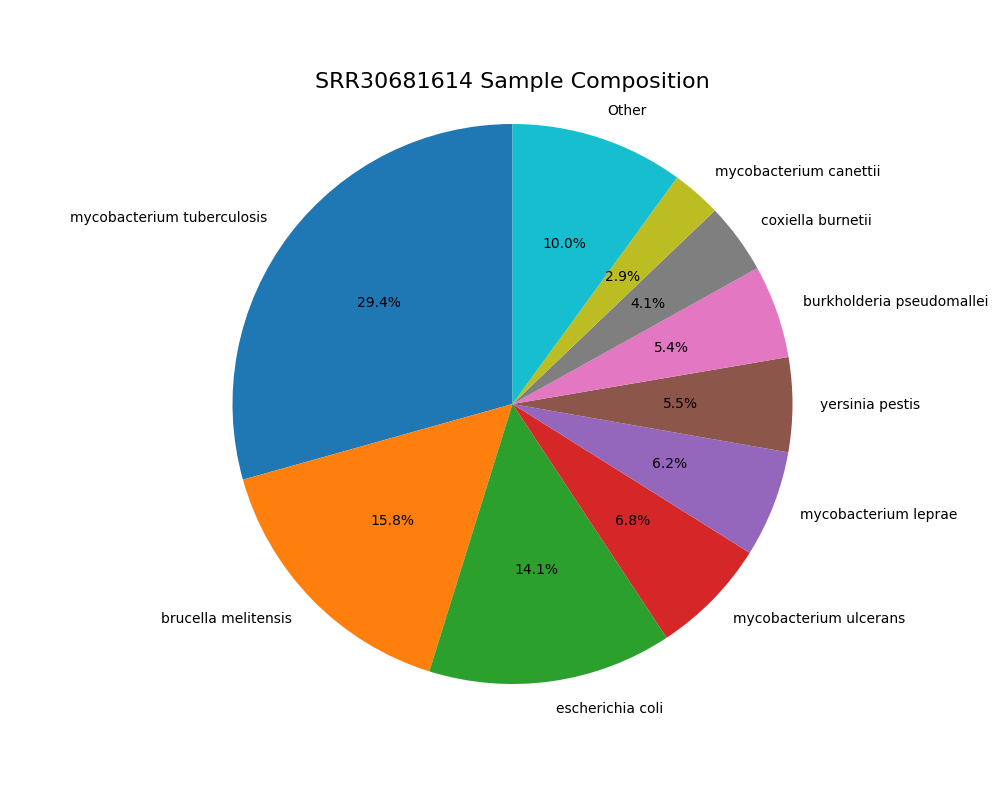 SRR30681614 Sample Composition
Other
mycobacterium canettii
mycobacterium tuberculosis
coxiella burnetii
10.0%
2.9%
29.4%
4.1%
burkholderia pseudomallei
5.4%
5.5%
yersinia pestis
6.2%
mycobacterium leprae
15.8%
6.8%
14.1%
brucella melitensis
mycobacterium ulcerans
escherichia coli